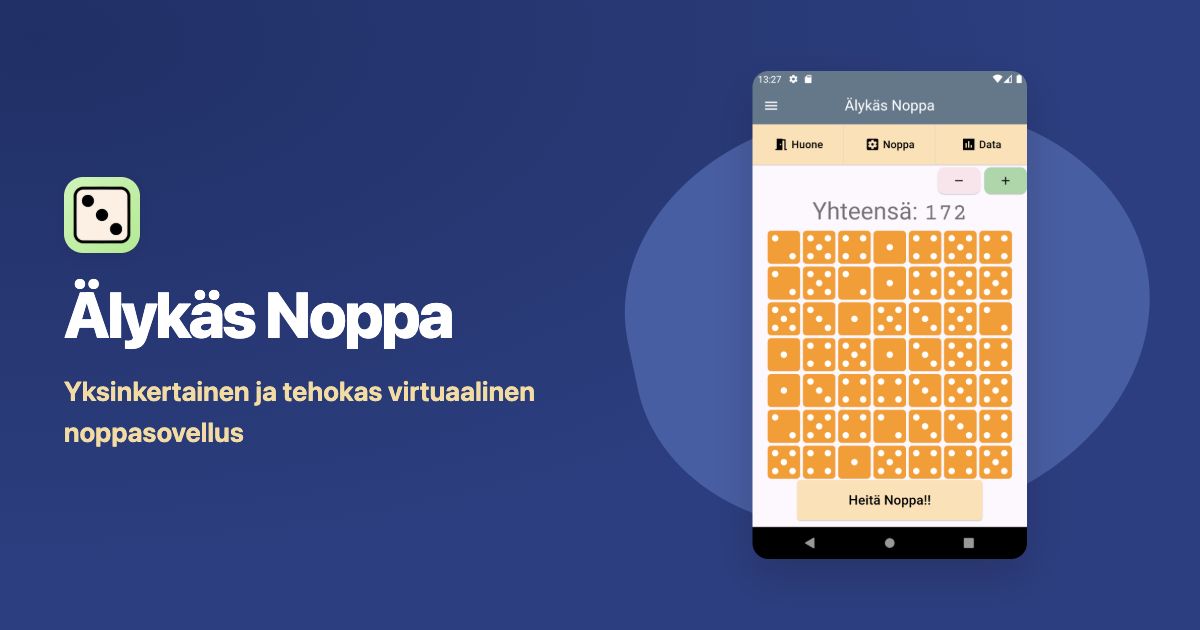 Älykäs Noppa
Yksinkertainen ja tehokas virtuaalinen
noppasovellus
13:27
Älykäs Noppa
Huone Noppa Data
− +
Yhteensä: 172
Heitä Noppa!!